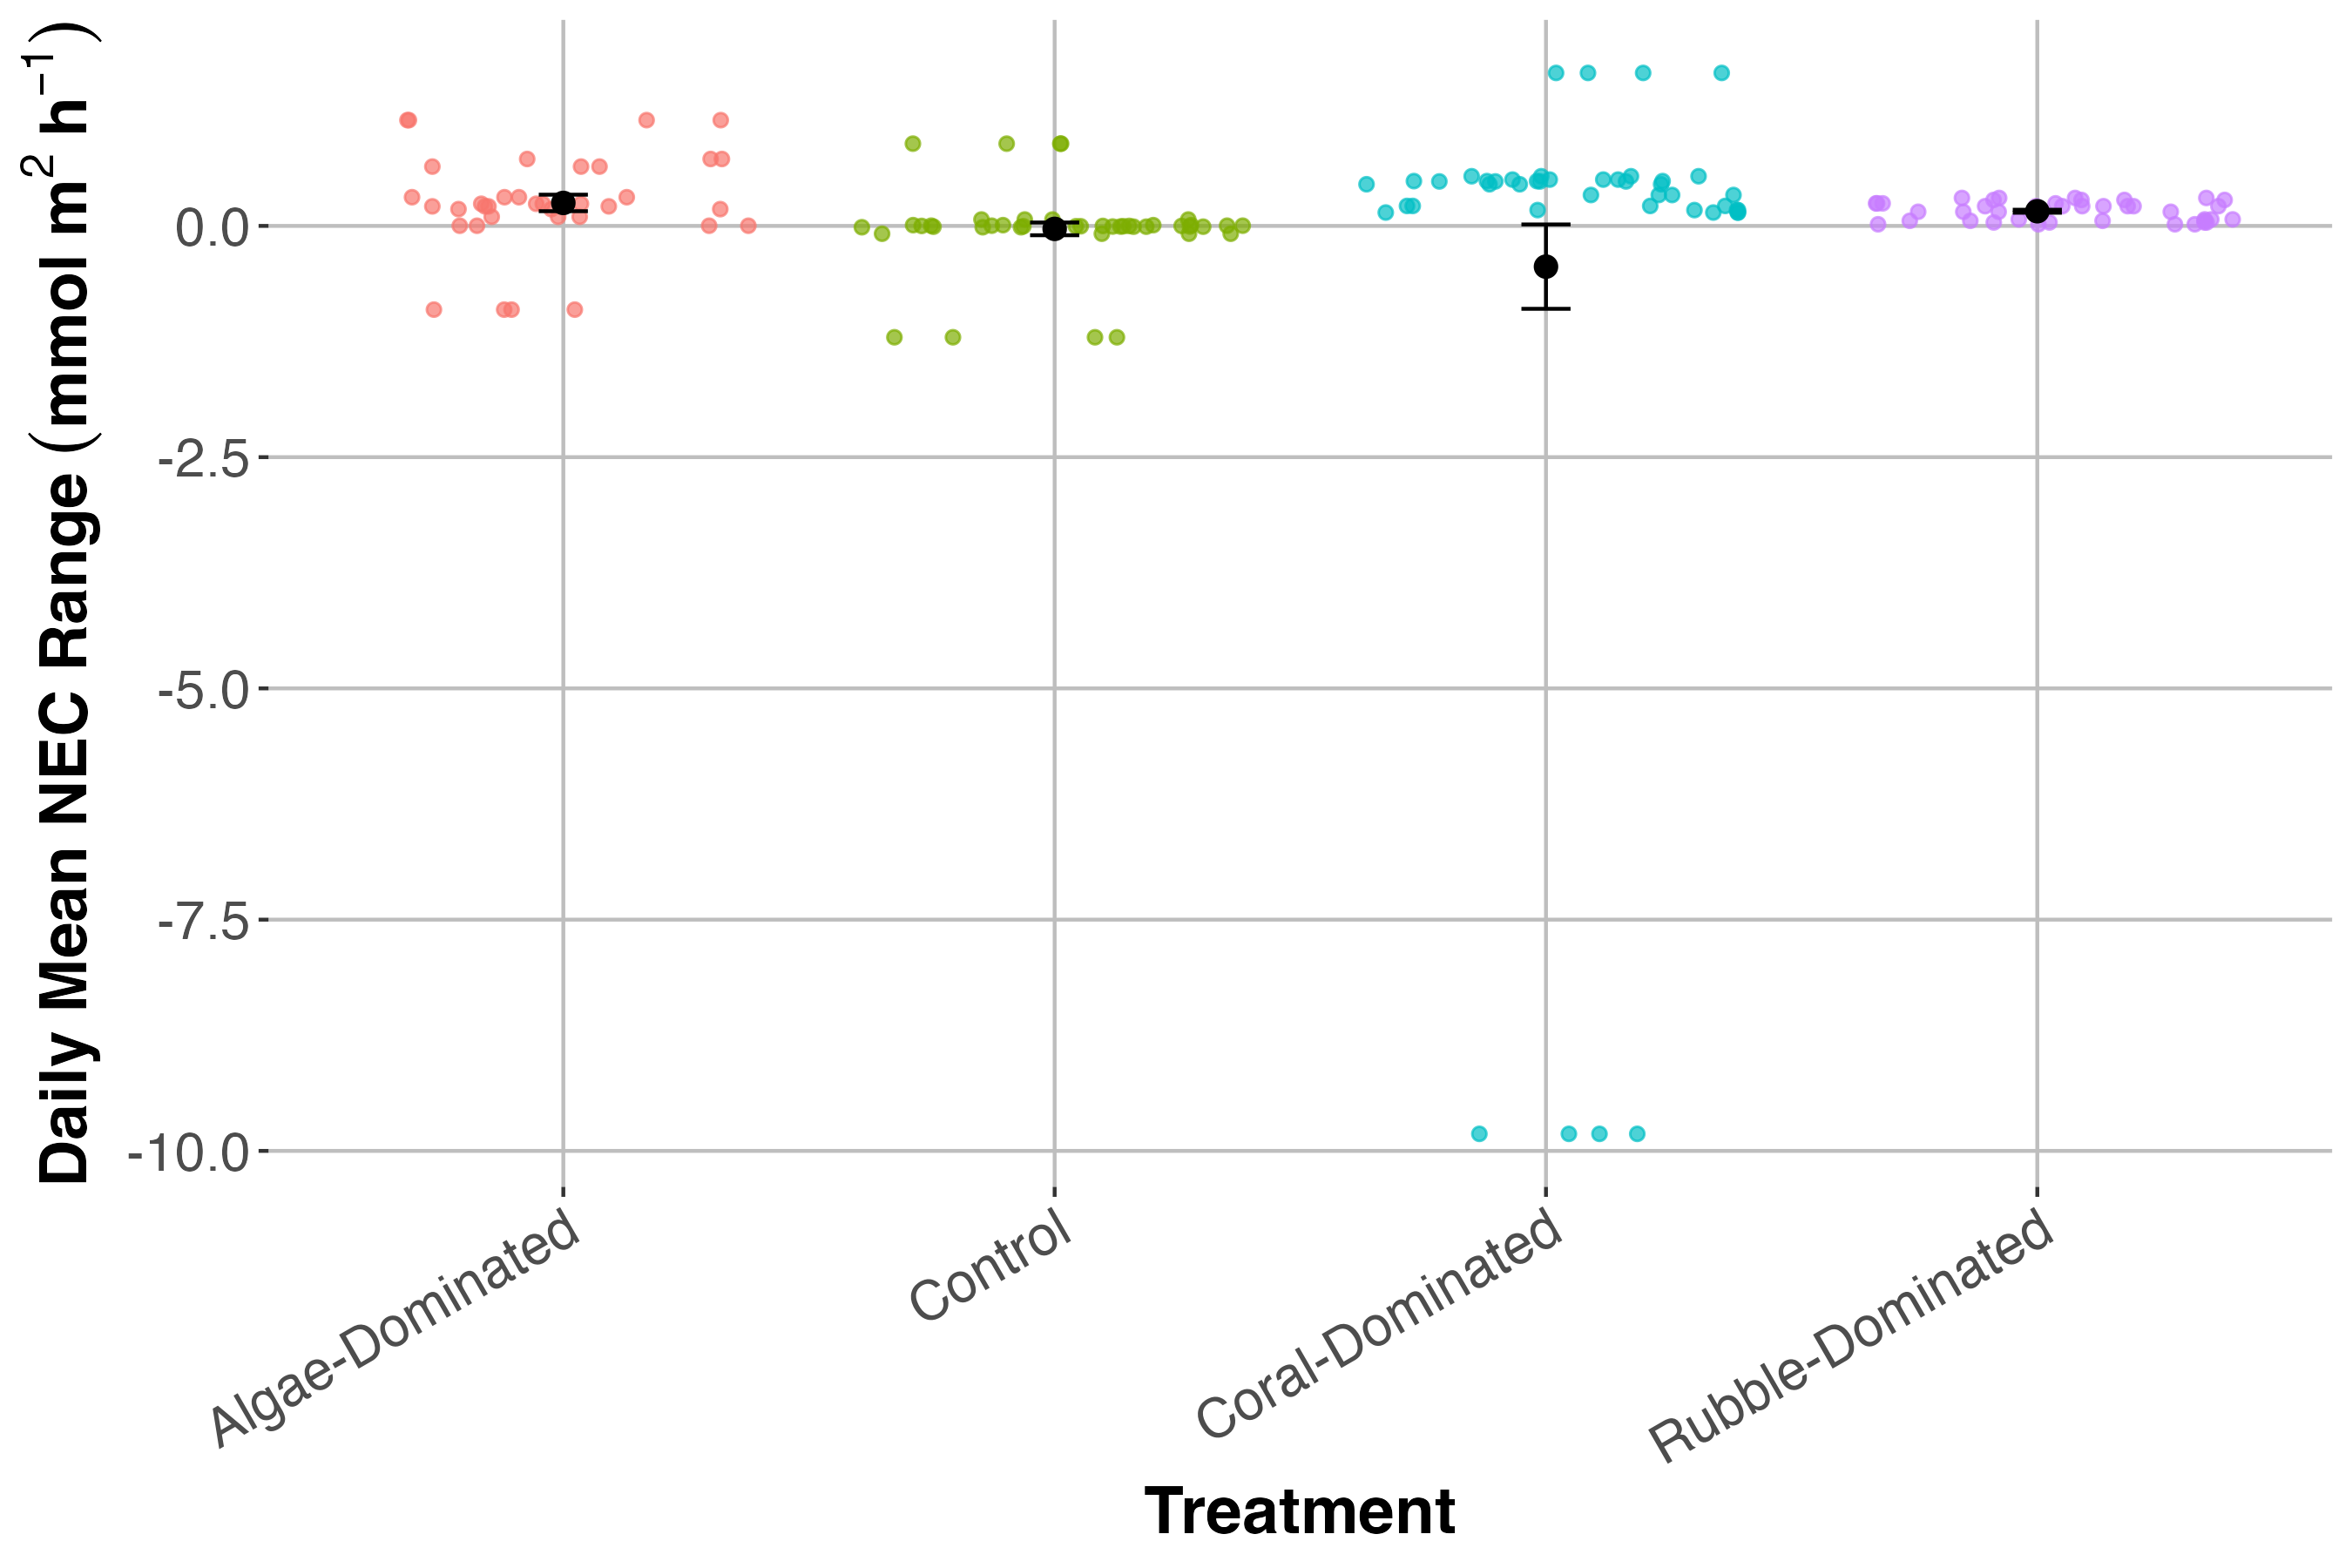 Daily Mean NEC Range (mmol m² h⁻¹)
0.0
-2.5
-5.0
-7.5
-10.0
Algae-Dominated
Control
Coral-Dominated
Rubble-Dominated
Treatment